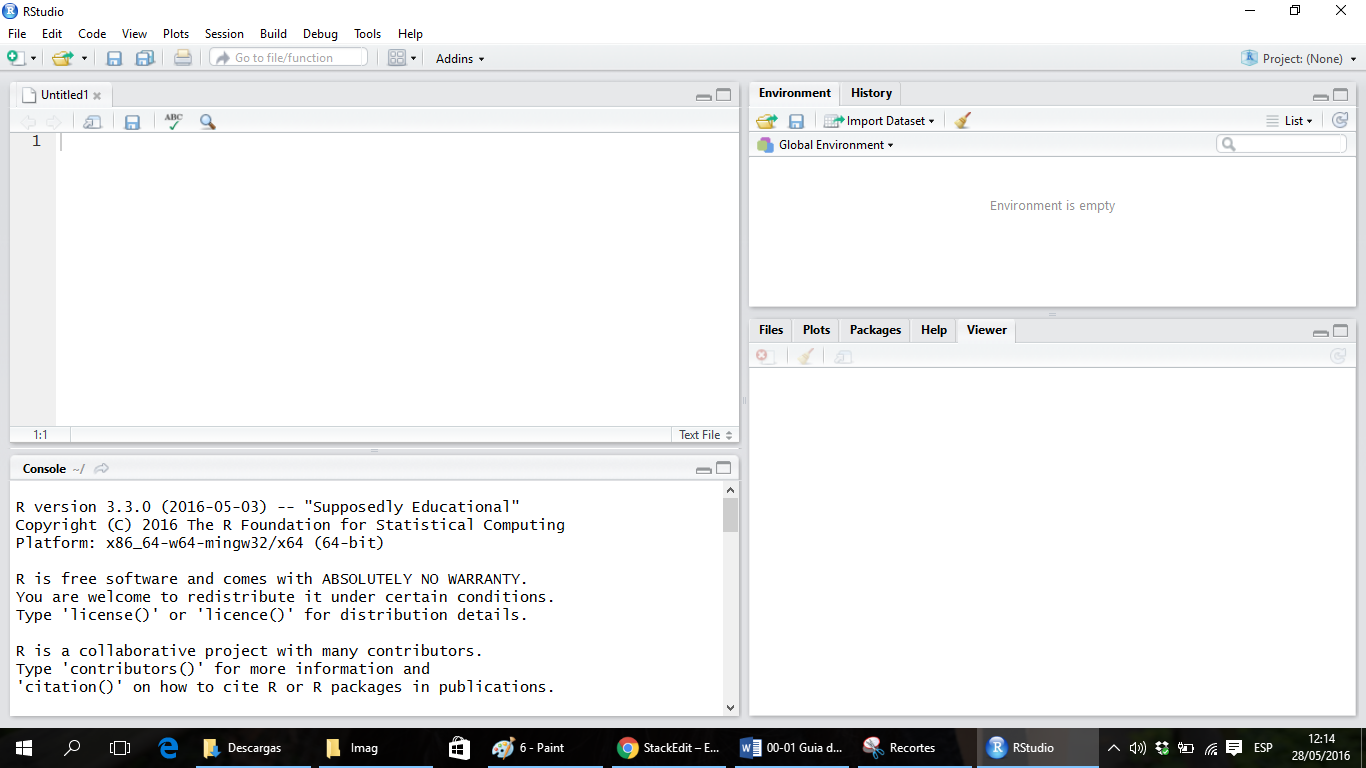 RStudio
File Edit Code View Plots Session Build Debug Tools Help
Go to file/function Addins Project: (None)
Untitled1
ABC
1
1:1 Text File
Console ~/
R version 3.3.0 (2016-05-03) -- "Supposedly Educational"
Copyright (C) 2016 The R Foundation for Statistical Computing
Platform: x86_64-w64-mingw32/x64 (64-bit)
R is free software and comes with ABSOLUTELY NO WARRANTY.
You are welcome to redistribute it under certain conditions.
Type 'license()' or 'licence()' for distribution details.
R is a collaborative project with many contributors.
Type 'contributors()' for more information and
'citation()' on how to cite R or R packages in publications.
Environment History
Import Dataset List
Global Environment
Environment is empty
Files Plots Packages Help Viewer
Descargas Imag 6 - Paint StackEdit – E... 00-01 Guia d... Recortes RStudio ESP 12:14
28/05/2016